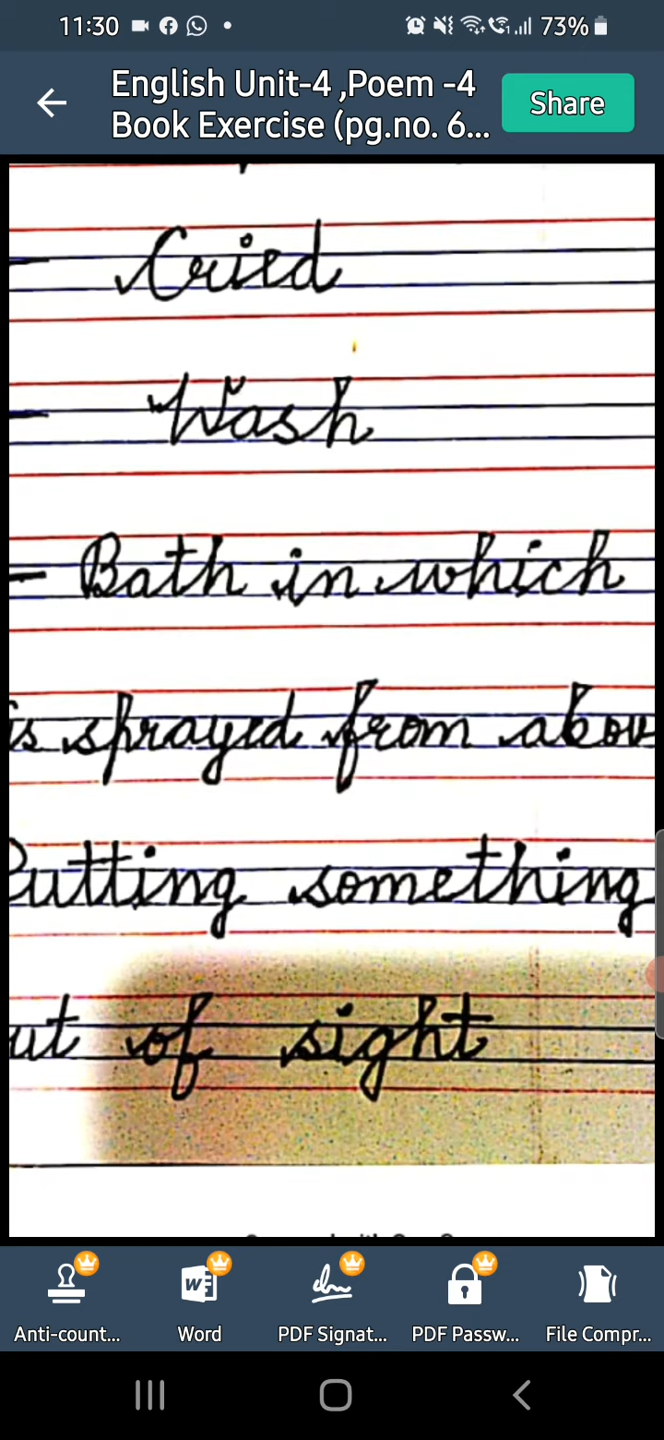 11:30 73%
English Unit-4 ,Poem -4
Book Exercise (pg.no. 6...
Share
- Cried
- Wash
- Bath in which
is sprayed from abov
Putting something
ut of sight
Anti-count... Word PDF Signat... PDF Passw... File Compr...